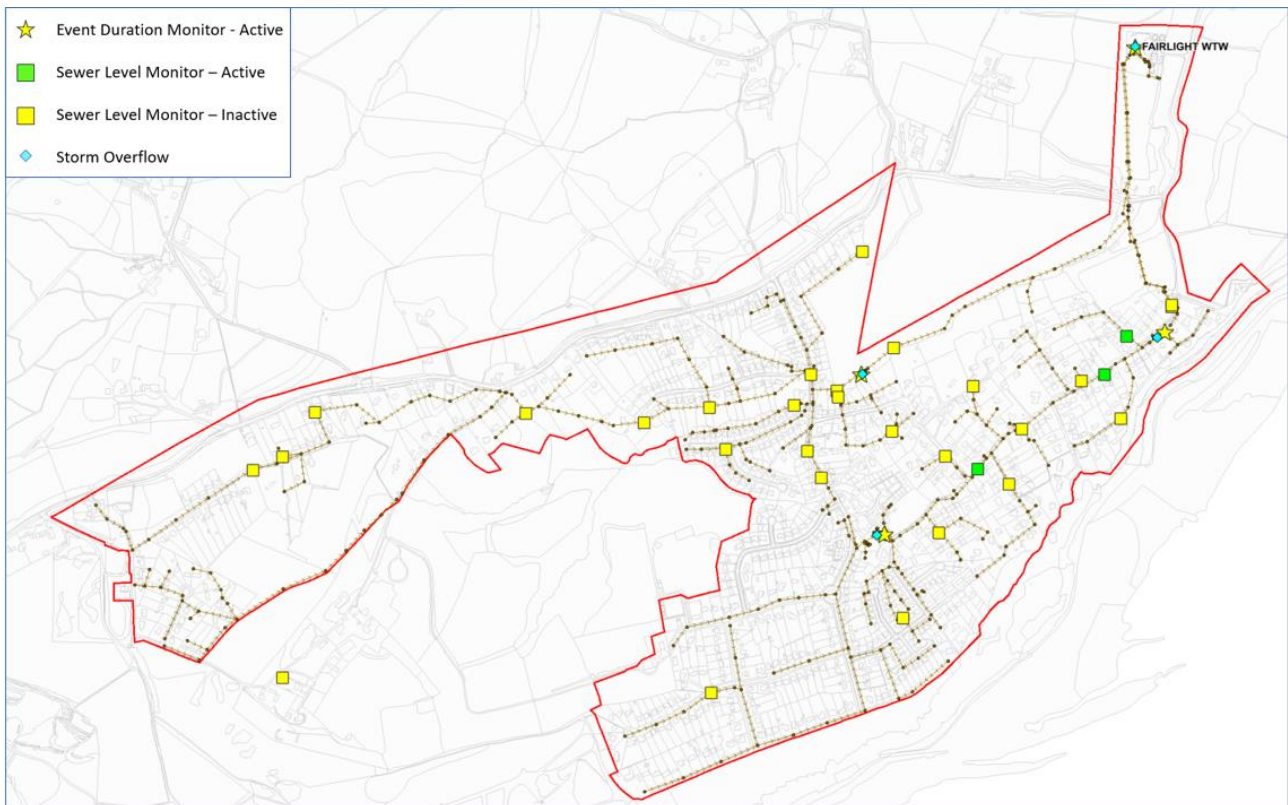 Event Duration Monitor - Active
Sewer Level Monitor – Active
Sewer Level Monitor – Inactive
Storm Overflow
FAIRLIGHT WTW